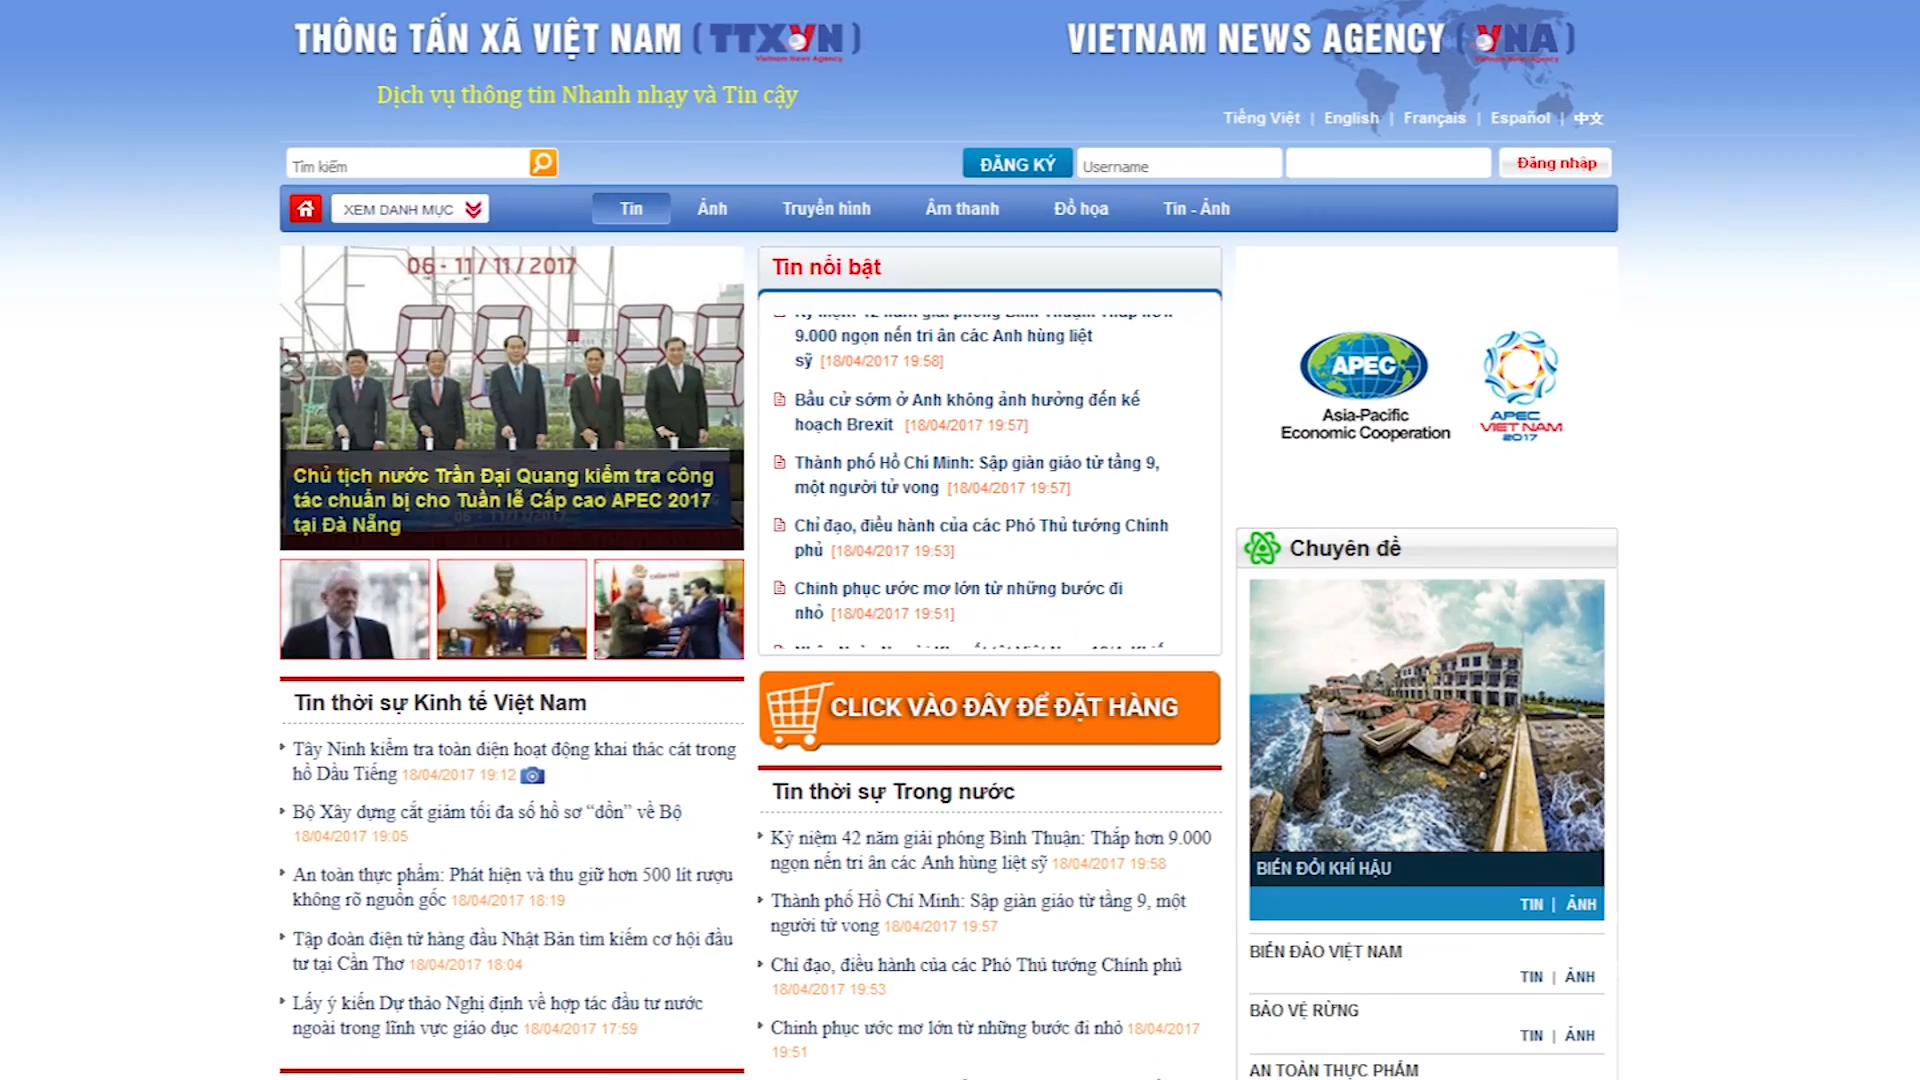 THÔNG TẤN XÃ VIỆT NAM (TTXVN)
Vietnam News Agency
VIETNAM NEWS AGENCY (VNA)
Vietnam News Agency
Dịch vụ thông tin Nhanh nhạy và Tin cậy
Tiếng Việt | English | Français | Español | 中文
Tìm kiếm
ĐĂNG KÝ
Username
Đăng nhập
XEM DANH MỤC
Tin
Ảnh
Truyền hình
Âm thanh
Đồ họa
Tin - Ảnh
06 - 11/11/2017
Chủ tịch nước Trần Đại Quang kiểm tra công
tác chuẩn bị cho Tuần lễ Cấp cao APEC 2017
tại Đà Nẵng
Tin thời sự Kinh tế Việt Nam
Tây Ninh kiểm tra toàn diện hoạt động khai thác cát trong
hồ Dầu Tiếng 18/04/2017 19:12
Bộ Xây dựng cắt giảm tối đa số hồ sơ “dồn” về Bộ
18/04/2017 19:05
An toàn thực phẩm: Phát hiện và thu giữ hơn 500 lít rượu
không rõ nguồn gốc 18/04/2017 18:19
Tập đoàn điện tử hàng đầu Nhật Bản tìm kiếm cơ hội đầu
tư tại Cần Thơ 18/04/2017 18:04
Lấy ý kiến Dự thảo Nghị định về hợp tác đầu tư nước
ngoài trong lĩnh vực giáo dục 18/04/2017 17:59
Tin nổi bật
Kỷ niệm 42 năm giải phóng Bình Thuận: Thắp hơn
9.000 ngọn nến tri ân các Anh hùng liệt
sỹ [18/04/2017 19:58]
Bầu cử sớm ở Anh không ảnh hưởng đến kế
hoạch Brexit [18/04/2017 19:57]
Thành phố Hồ Chí Minh: Sập giàn giáo từ tầng 9,
một người tử vong [18/04/2017 19:57]
Chỉ đạo, điều hành của các Phó Thủ tướng Chính
phủ [18/04/2017 19:53]
Chinh phục ước mơ lớn từ những bước đi
nhỏ [18/04/2017 19:51]
CLICK VÀO ĐÂY ĐỂ ĐẶT HÀNG
Tin thời sự Trong nước
Kỷ niệm 42 năm giải phóng Bình Thuận: Thắp hơn 9.000
ngọn nến tri ân các Anh hùng liệt sỹ 18/04/2017 19:58
Thành phố Hồ Chí Minh: Sập giàn giáo từ tầng 9, một
người tử vong 18/04/2017 19:57
Chỉ đạo, điều hành của các Phó Thủ tướng Chính phủ
18/04/2017 19:53
Chinh phục ước mơ lớn từ những bước đi nhỏ 18/04/2017
19:51
APEC
Asia-Pacific
Economic Cooperation
APEC
VIET NAM
2017
Chuyên đề
BIẾN ĐỔI KHÍ HẬU
TIN | ẢNH
BIỂN ĐẢO VIỆT NAM
TIN | ẢNH
BẢO VỆ RỪNG
TIN | ẢNH
AN TOÀN THỰC PHẨM